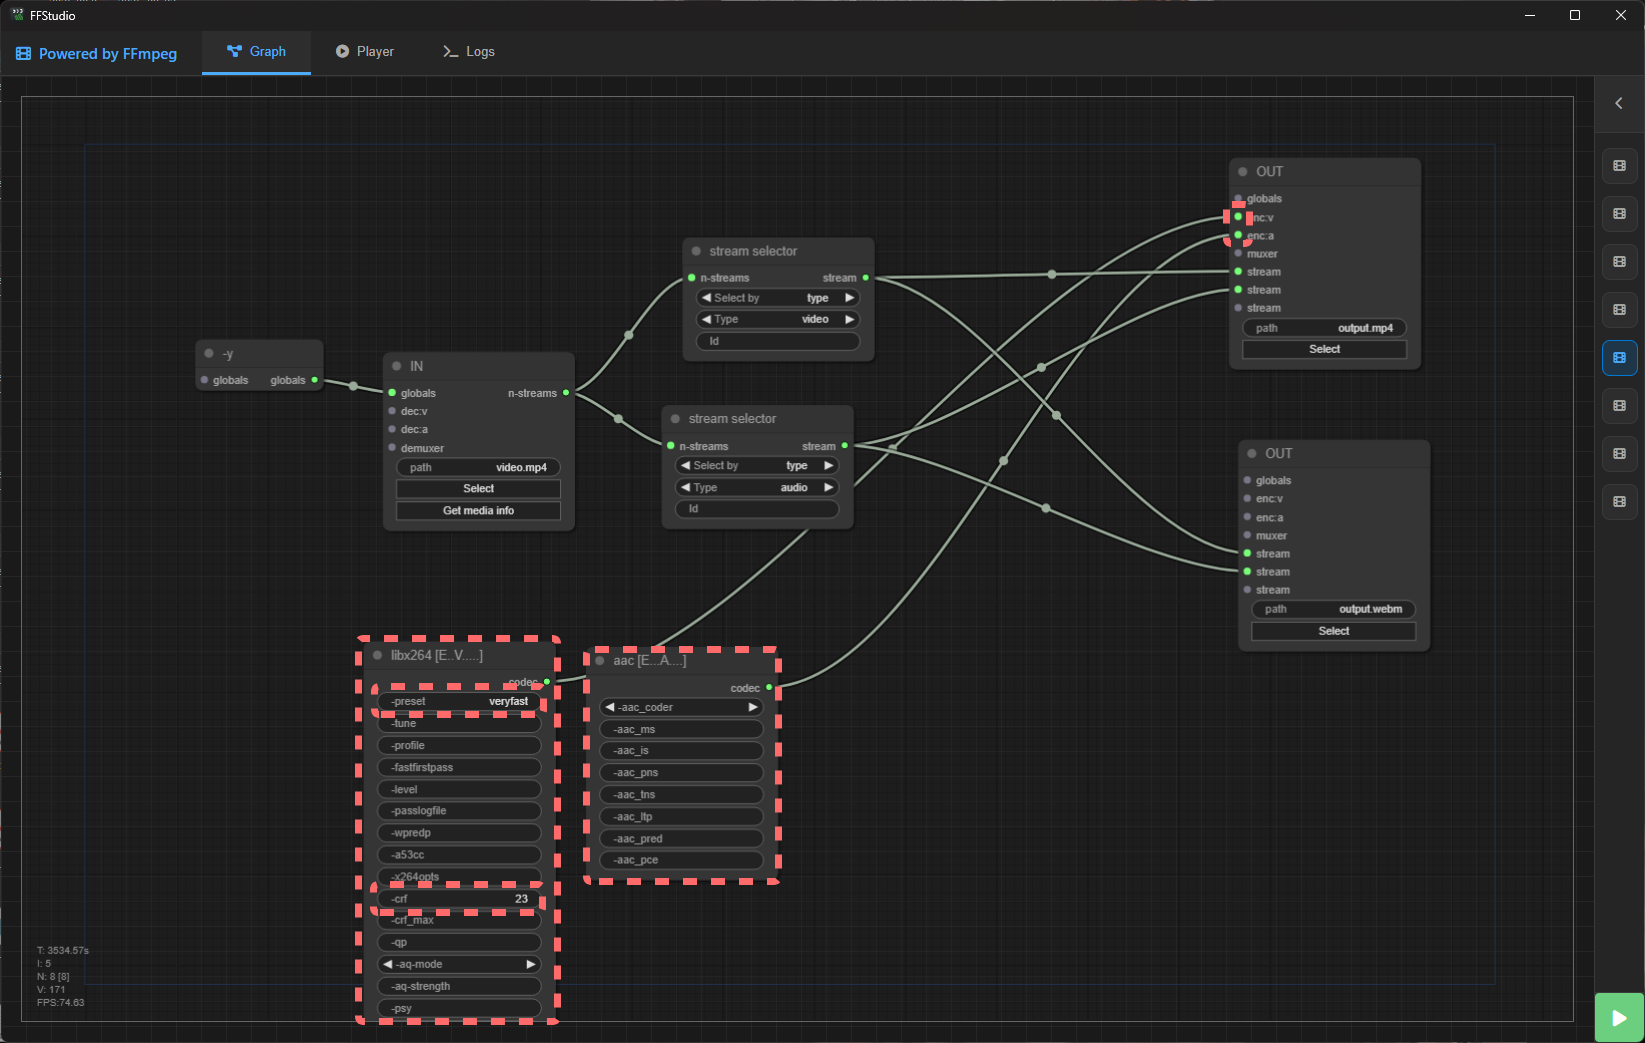 FFStudio
Powered by FFmpeg
Graph
Player
Logs
-y
globals globals
IN
globals n-streams
dec:v
dec:a
demuxer
path video.mp4
Select
Get media info
stream selector
n-streams stream
Select by type
Type video
Id
stream selector
n-streams stream
Select by type
Type audio
Id
OUT
globals
enc:v
enc:a
muxer
stream
stream
stream
path output.mp4
Select
OUT
globals
enc:v
enc:a
muxer
stream
stream
stream
path output.webm
Select
libx264 [E..V.....]
codec
-preset veryfast
-tune
-profile
-fastfirstpass
-level
-passlogfile
-wpredp
-a53cc
-x264opts
-crf 23
-crf_max
-qp
-aq-mode
-aq-strength
-psy
aac [E...A....]
codec
-aac_coder
-aac_ms
-aac_is
-aac_pns
-aac_tns
-aac_ltp
-aac_pred
-aac_pce
T: 3534.57s
I: 5
N: 8 [8]
V: 171
FPS:74.63